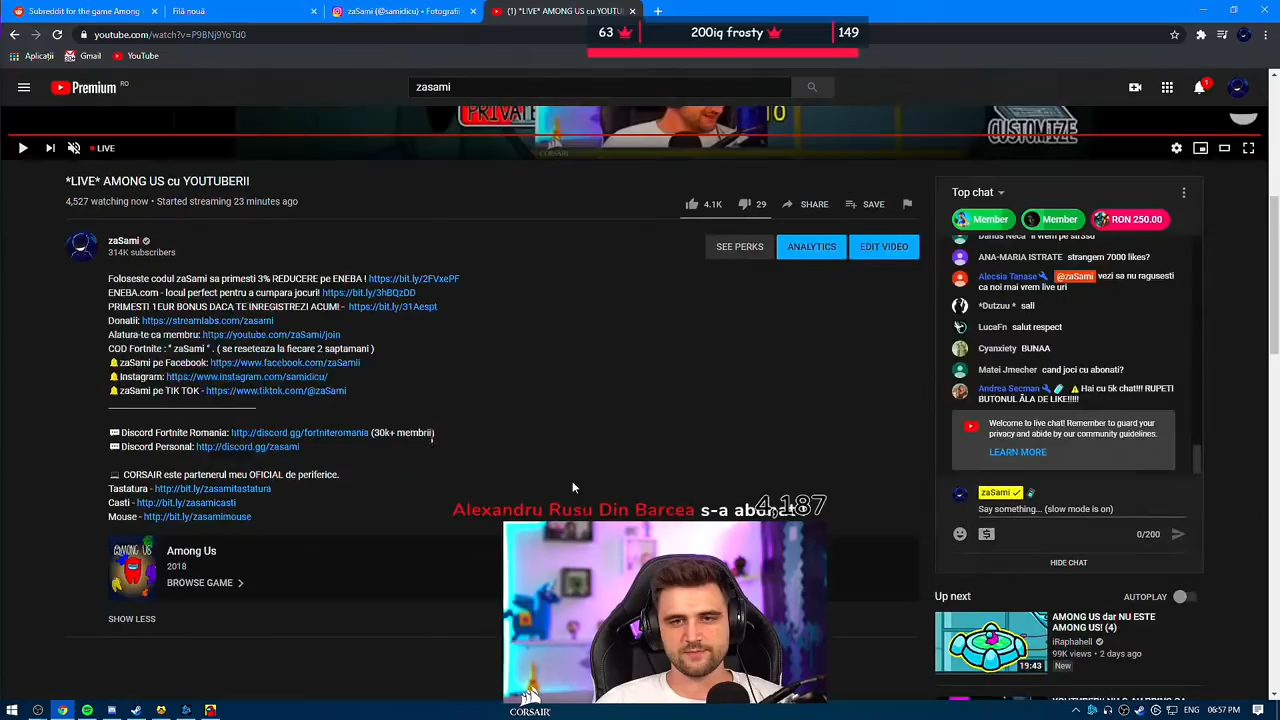 Subreddit for the game Among
Filă nouă
zaSami (@samidicu) • Fotografii
(1) *LIVE* AMONG US cu YOUTUB
youtube.com/watch?v=P9BNj9YoTd0
63 200iq frosty 149
Aplicații
Gmail
YouTube
Premium RO
zasami
1
PRIVATE
CUSTOMIZE
CORSAIR
LIVE
*LIVE* AMONG US cu YOUTUBERII
4,527 watching now • Started streaming 23 minutes ago
4.1K
29
SHARE
SAVE
zaSami
314K subscribers
SEE PERKS
ANALYTICS
EDIT VIDEO
Foloseste codul zaSami sa primesti 3% REDUCERE pe ENEBA ! https://bit.ly/2FVxePF
ENEBA.com - locul perfect pentru a cumpara jocuri! https://bit.ly/3hBQzDD
PRIMESTI 1EUR BONUS DACA TE INREGISTREZI ACUM! - https://bit.ly/31Aespt
Donatii: https://streamlabs.com/zasami
Alatura-te ca membru: https://youtube.com/zaSami/join
COD Fortnite : " zaSami " . ( se reseteaza la fiecare 2 saptamani )
zaSami pe Facebook: https://www.facebook.com/zaSamii
Instagram: https://www.instagram.com/samidicu/
zaSami pe TIK TOK - https://www.tiktok.com/@zaSami
Discord Fortnite Romania: http://discord.gg/fortniteromania (30k+ membrii)
Discord Personal: http://discord.gg/zasami
CORSAIR este partenerul meu OFICIAL de periferice.
Tastatura - http://bit.ly/zasamitastatura
Casti - http://bit.ly/zasamicasti
Mouse - http://bit.ly/zasamimouse
Alexandru Rusu Din Barcea s-a abonat
4,187
AMONG US
Among Us
2018
BROWSE GAME
SHOW LESS
CORSAIR
Top chat
Member
Member
RON 250.00
ANA-MARIA ISTRATE strangem 7000 likes?
Alecsia Tanase @zaSami vezi sa nu ragusesti
ca noi mai vrem live uri
*Dutzuu * sali
LucaFn salut respect
Cyanxiety BUNAA
Matei Jmecher cand joci cu abonati?
Andrea Secman Hai cu 5k chat!!! RUPEȚI
BUTONUL ĂLA DE LIKE!!!!!
Welcome to live chat! Remember to guard your
privacy and abide by our community guidelines.
LEARN MORE
zaSami
Say something... (slow mode is on)
0/200
HIDE CHAT
Up next
AUTOPLAY
AMONG US dar NU ESTE
AMONG US! (4)
iRaphahell
99K views • 2 days ago
New
19:43
06:57 PM